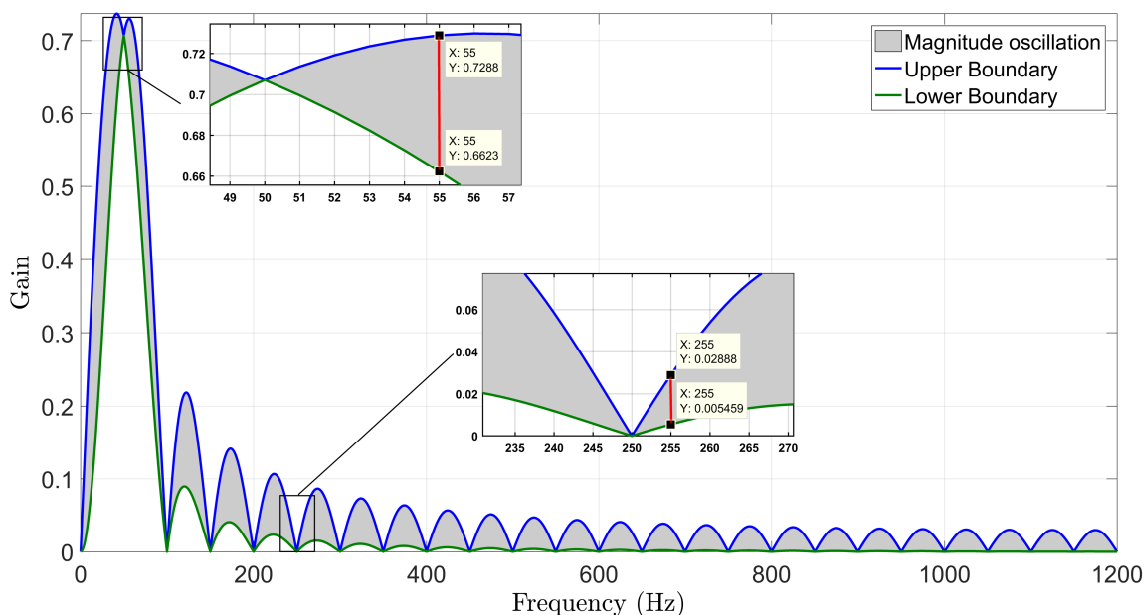 0.7
0.6
0.5
0.4
0.3
0.2
0.1
0
Gain
0 200 400 600 800 1000 1200
Frequency (Hz)
Magnitude oscillation
Upper Boundary
Lower Boundary
0.72
0.7
0.68
0.66
49 50 51 52 53 54 55 56 57
X: 55
Y: 0.7288
X: 55
Y: 0.6623
0.06
0.04
0.02
0
235 240 245 250 255 260 265 270
X: 255
Y: 0.02888
X: 255
Y: 0.005459